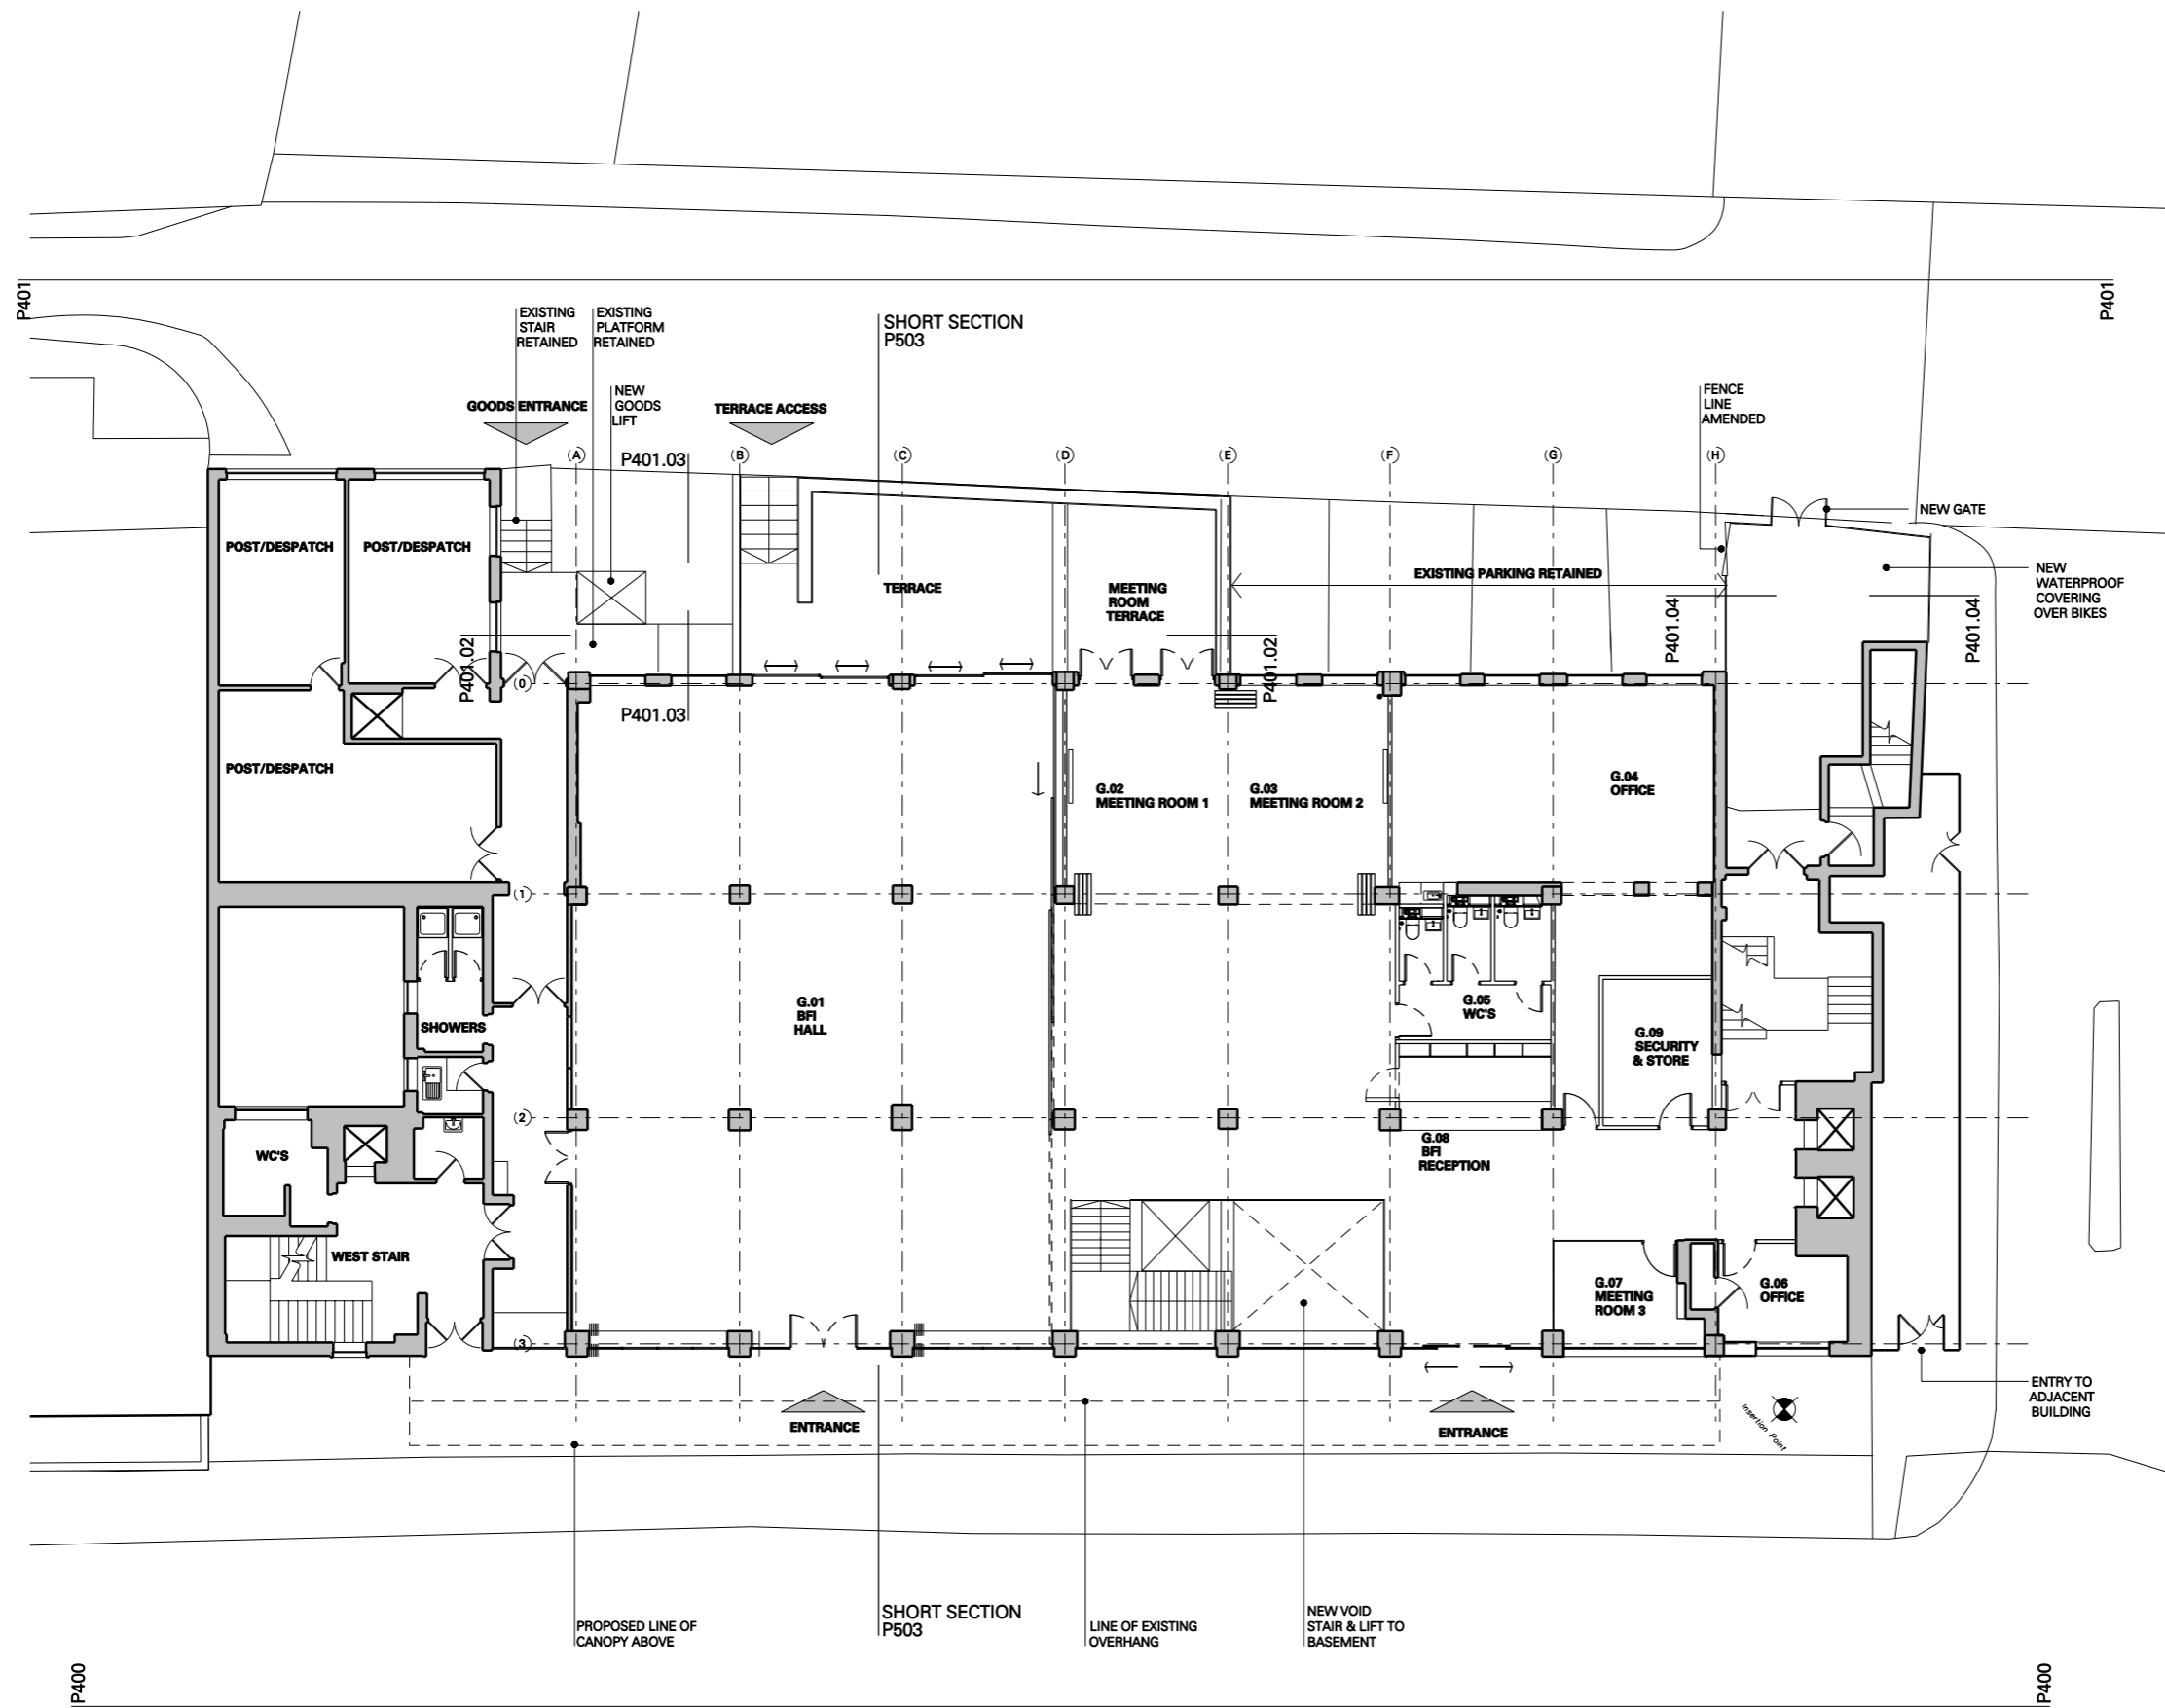 P401
P401
EXISTING
STAIR
RETAINED
EXISTING
PLATFORM
RETAINED
SHORT SECTION
P503
NEW
GOODS
LIFT
GOODS ENTRANCE
TERRACE ACCESS
FENCE
LINE
AMENDED
(A)
P401.03
(B)
(C)
(D)
(E)
(F)
(G)
(H)
NEW GATE
POST/DESPATCH
POST/DESPATCH
TERRACE
MEETING
ROOM
TERRACE
EXISTING PARKING RETAINED
NEW
WATERPROOF
COVERING
OVER BIKES
P401.02
P401.02
P401.04
P401.04
(0)
P401.03
POST/DESPATCH
G.02
MEETING ROOM 1
G.03
MEETING ROOM 2
G.04
OFFICE
(1)
SHOWERS
G.01
BFI
HALL
G.05
WC'S
G.09
SECURITY
& STORE
(2)
WC'S
G.08
BFI
RECEPTION
WEST STAIR
G.07
MEETING
ROOM 3
G.06
OFFICE
(3)
ENTRANCE
ENTRANCE
Insertion Point
ENTRY TO
ADJACENT
BUILDING
PROPOSED LINE OF
CANOPY ABOVE
SHORT SECTION
P503
LINE OF EXISTING
OVERHANG
NEW VOID
STAIR & LIFT TO
BASEMENT
P400
P400